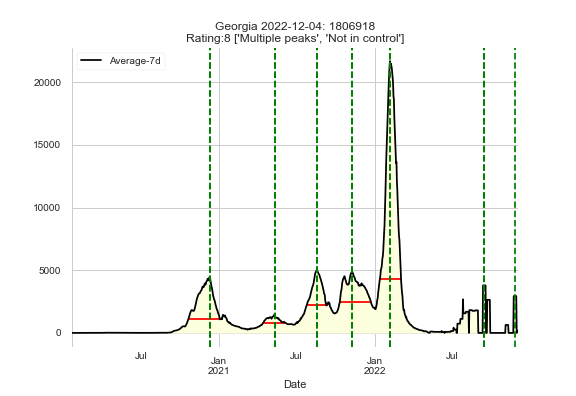 Georgia 2022-12-04: 1806918
Rating:8 ['Multiple peaks', 'Not in control']
Average-7d
20000
15000
10000
5000
0
Jul
Jan
2021
Jul
Jan
2022
Jul
Date